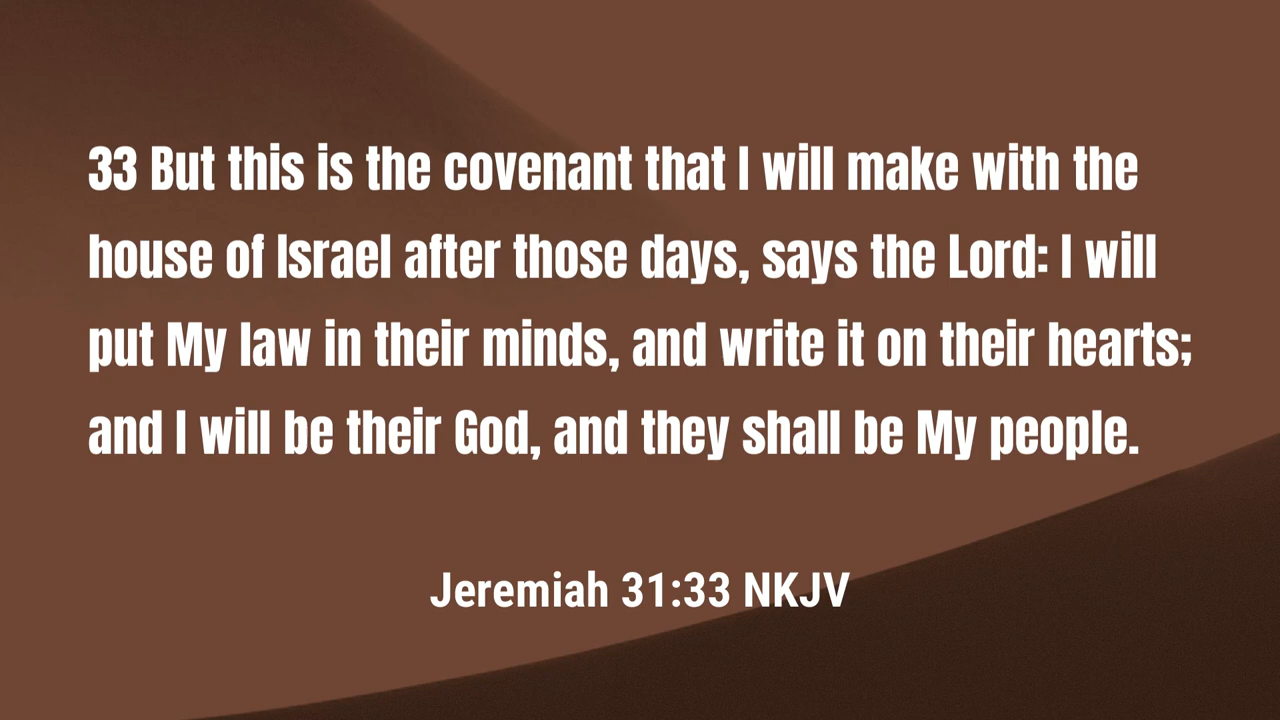 33 But this is the covenant that I will make with the
house of Israel after those days, says the Lord: I will
put My law in their minds, and write it on their hearts;
and I will be their God, and they shall be My people.
Jeremiah 31:33 NKJV